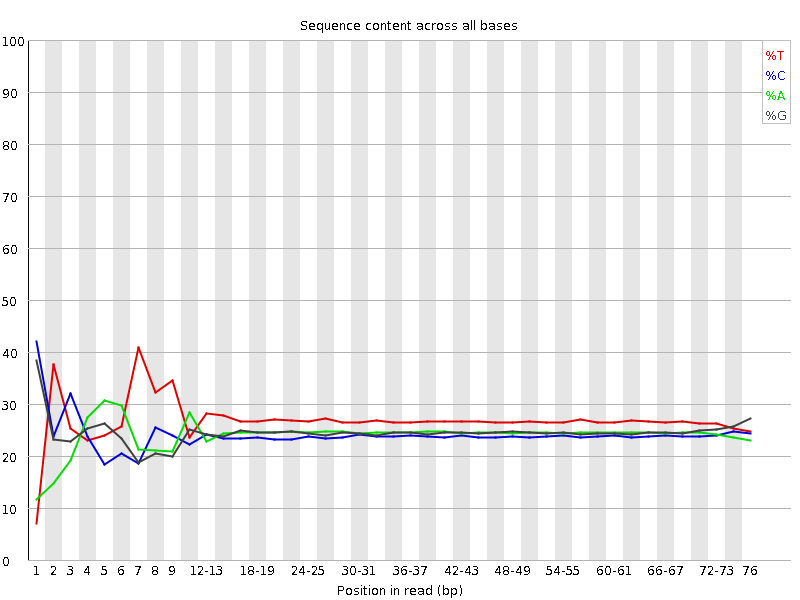 Sequence content across all bases
100
90
80
70
60
50
40
30
20
10
0
%T
%C
%A
%G
1 2 3 4 5 6 7 8 9 12-13 18-19 24-25 30-31 36-37 42-43 48-49 54-55 60-61 66-67 72-73 76
Position in read (bp)